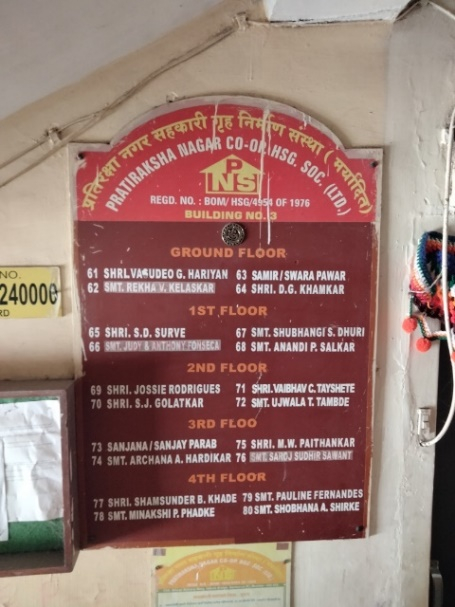 प्रतिरक्षा नगर सहकारी गृह निर्माण संस्था ( मर्यादित)
PRATIRAKSHA NAGAR CO-OP. HSG. SOC. (LTD.)
P
NS
REGD. NO. : BOM/ HSG/4954 OF 1976
BUILDING NO. 3
GROUND FLOOR
61 SHRI. VASUDEO G. HARIYAN 63 SAMIR / SWARA PAWAR
62 SMT. REKHA V. KELASKAR 64 SHRI. D.G. KHAMKAR
1ST FLOOR
65 SHRI. S.D. SURVE 67 SMT. SHUBHANGI S. DHURI
66 SMT. JUDY & ANTHONY FONSECA 68 SMT. ANANDI P. SALKAR
2ND FLOOR
69 SHRI. JOSSIE RODRIGUES 71 SHRI. VAIBHAV C. TAYSHETE
70 SHRI. S.J. GOLATKAR 72 SMT. UJWALA T. TAMBDE
3RD FLOO
73 SANJANA / SANJAY PARAB 75 SHRI. M.W. PAITHANKAR
74 SMT. ARCHANA A. HARDIKAR 76 SMT. SAROJ SUDHIR SAWANT
4TH FLOOR
77 SHRI. SHAMSUNDER B. KHADE 79 SMT. PAULINE FERNANDES
78 SMT. MINAKSHI P. PHADKE 80 SMT. SHOBHANA A. SHIRKE
NO.
240000
RD